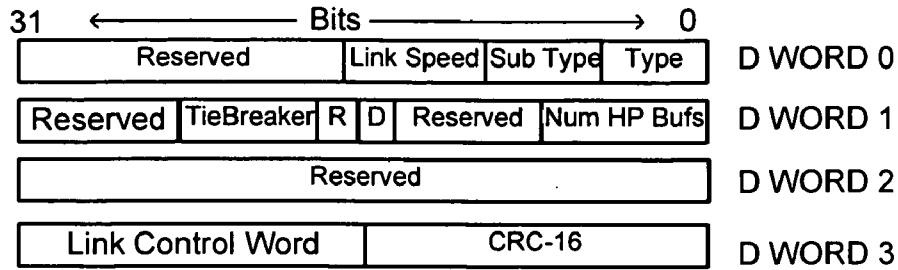 31 Bits 0
Reserved Link Speed Sub Type Type D WORD 0
Reserved TieBreaker R D Reserved Num HP Bufs D WORD 1
Reserved D WORD 2
Link Control Word CRC-16 D WORD 3